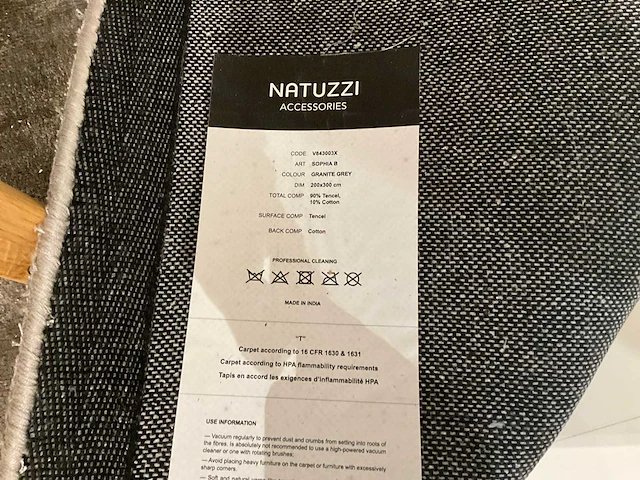 NATUZZI
ACCESSORIES
CODE V843003X
ART SOPHIA B
COLOUR GRANITE GREY
DIM 200x300 cm
TOTAL COMP 90% Tencel,
10% Cotton
SURFACE COMP Tencel
BACK COMP Cotton
PROFESSIONAL CLEANING
MADE IN INDIA
"T"
Carpet according to 16 CFR 1630 & 1631
Carpet according to HPA flammability requirements
Tapis en accord les exigences d'inflammabilité HPA
USE INFORMATION
— Vacuum regularly to prevent dust and crumbs from setting into roots of
the fibres. Is absolutely not recommended to use a high-powered vacuum
cleaner or one with rotating brushes;
— Avoid placing heavy furniture on the carpet or furniture with excessively
sharp corners.
— Soft and natural